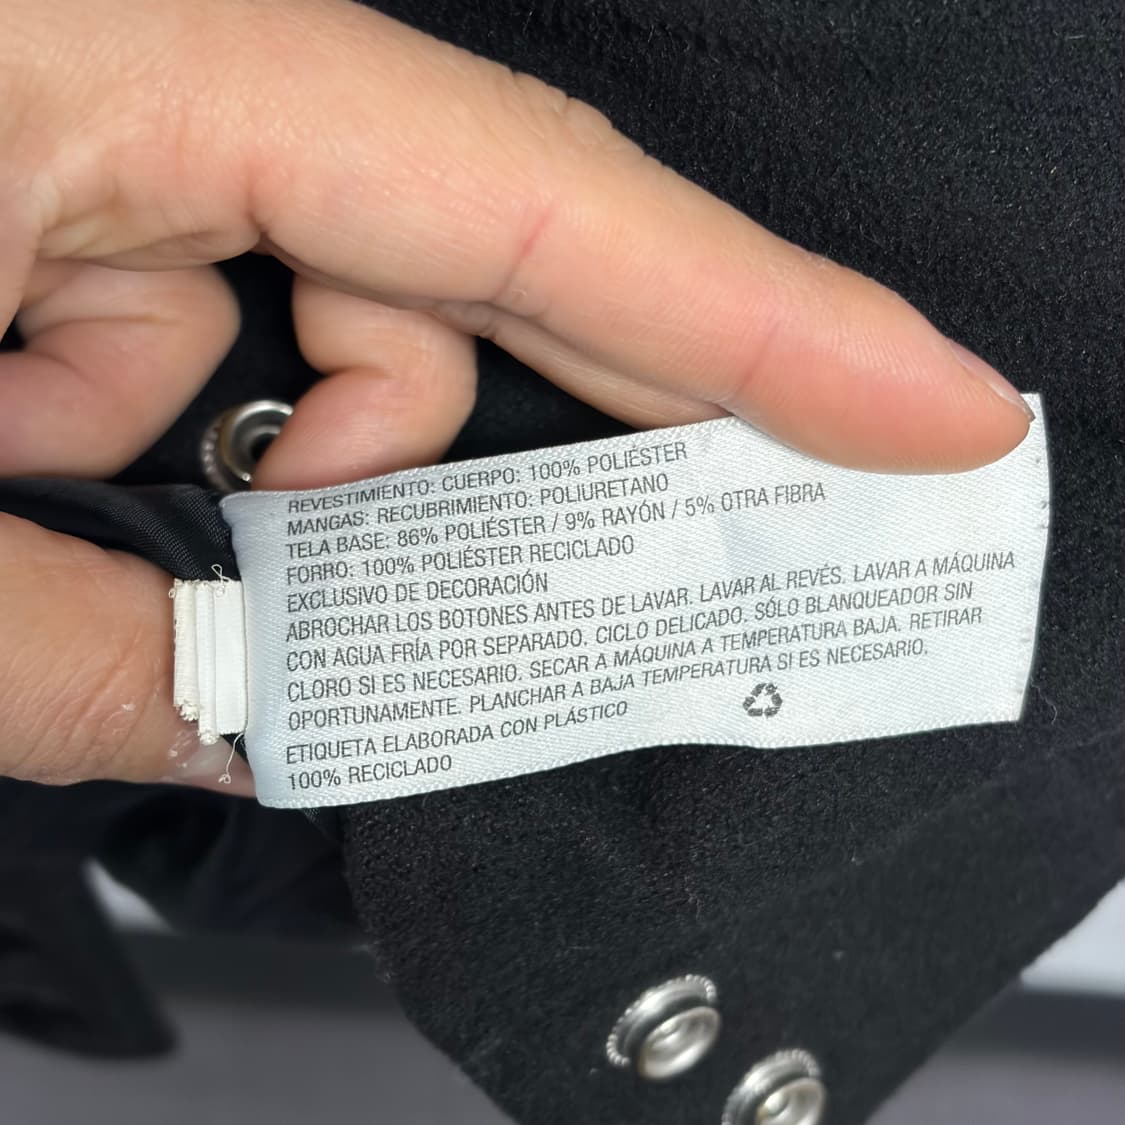 REVESTIMIENTO: CUERPO: 100% POLIÉSTER
MANGAS: RECUBRIMIENTO: POLIURETANO
TELA BASE: 86% POLIÉSTER / 9% RAYÓN / 5% OTRA FIBRA
FORRO: 100% POLIÉSTER RECICLADO
EXCLUSIVO DE DECORACIÓN
ABROCHAR LOS BOTONES ANTES DE LAVAR. LAVAR AL REVÉS. LAVAR A MÁQUINA
CON AGUA FRÍA POR SEPARADO. CICLO DELICADO. SÓLO BLANQUEADOR SIN
CLORO SI ES NECESARIO. SECAR A MÁQUINA A TEMPERATURA BAJA. RETIRAR
OPORTUNAMENTE. PLANCHAR A BAJA TEMPERATURA SI ES NECESARIO.
ETIQUETA ELABORADA CON PLÁSTICO
100% RECICLADO